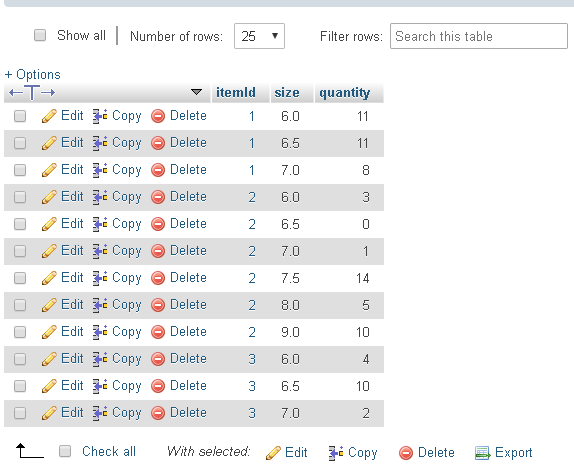 Show all Number of rows: 25 Filter rows: Search this table
+ Options
itemId size quantity
Edit Copy Delete 1 6.0 11
Edit Copy Delete 1 6.5 11
Edit Copy Delete 1 7.0 8
Edit Copy Delete 2 6.0 3
Edit Copy Delete 2 6.5 0
Edit Copy Delete 2 7.0 1
Edit Copy Delete 2 7.5 14
Edit Copy Delete 2 8.0 5
Edit Copy Delete 2 9.0 10
Edit Copy Delete 3 6.0 4
Edit Copy Delete 3 6.5 10
Edit Copy Delete 3 7.0 2
Check all With selected: Edit Copy Delete Export